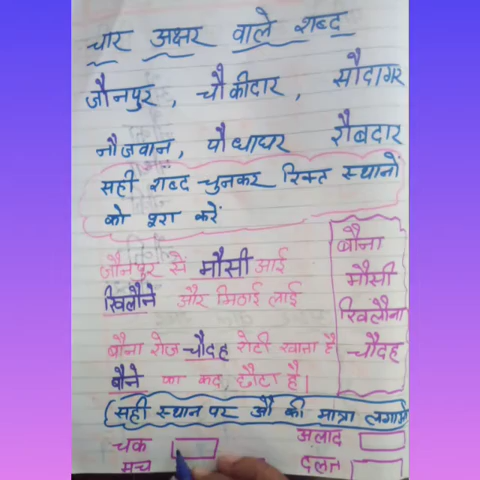 चार अक्षर वाले शब्द
जौनपुर, चौकीदार, सौदागर
नौजवान, पौधाघर रौबदार
सही शब्द चुनकर रिक्त स्थानों
को भरा करें
जौनपुर से मौसी आई
खिलौने और मिठाई लाई
बौना रोज चौदह रोटी खाता है
बौने का कद छोटा है।
बौना
मौसी
खिलौना
चौदह
सही स्थान पर औ की मात्रा लगाओ
चक
मच
अलाद
दलत